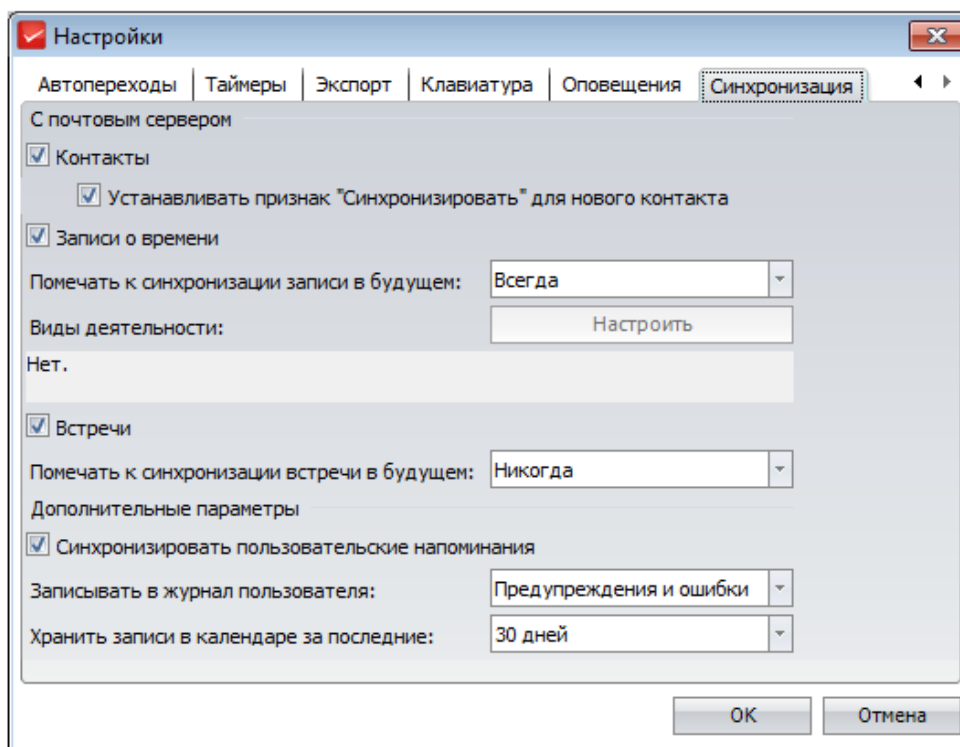 Настройки
Автопереходы Таймеры Экспорт Клавиатура Оповещения Синхронизация
С почтовым сервером
Контакты
Устанавливать признак "Синхронизировать" для нового контакта
Записи о времени
Помечать к синхронизации записи в будущем: Всегда
Виды деятельности: Настроить
Нет.
Встречи
Помечать к синхронизации встречи в будущем: Никогда
Дополнительные параметры
Синхронизировать пользовательские напоминания
Записывать в журнал пользователя: Предупреждения и ошибки
Хранить записи в календаре за последние: 30 дней
ОК Отмена